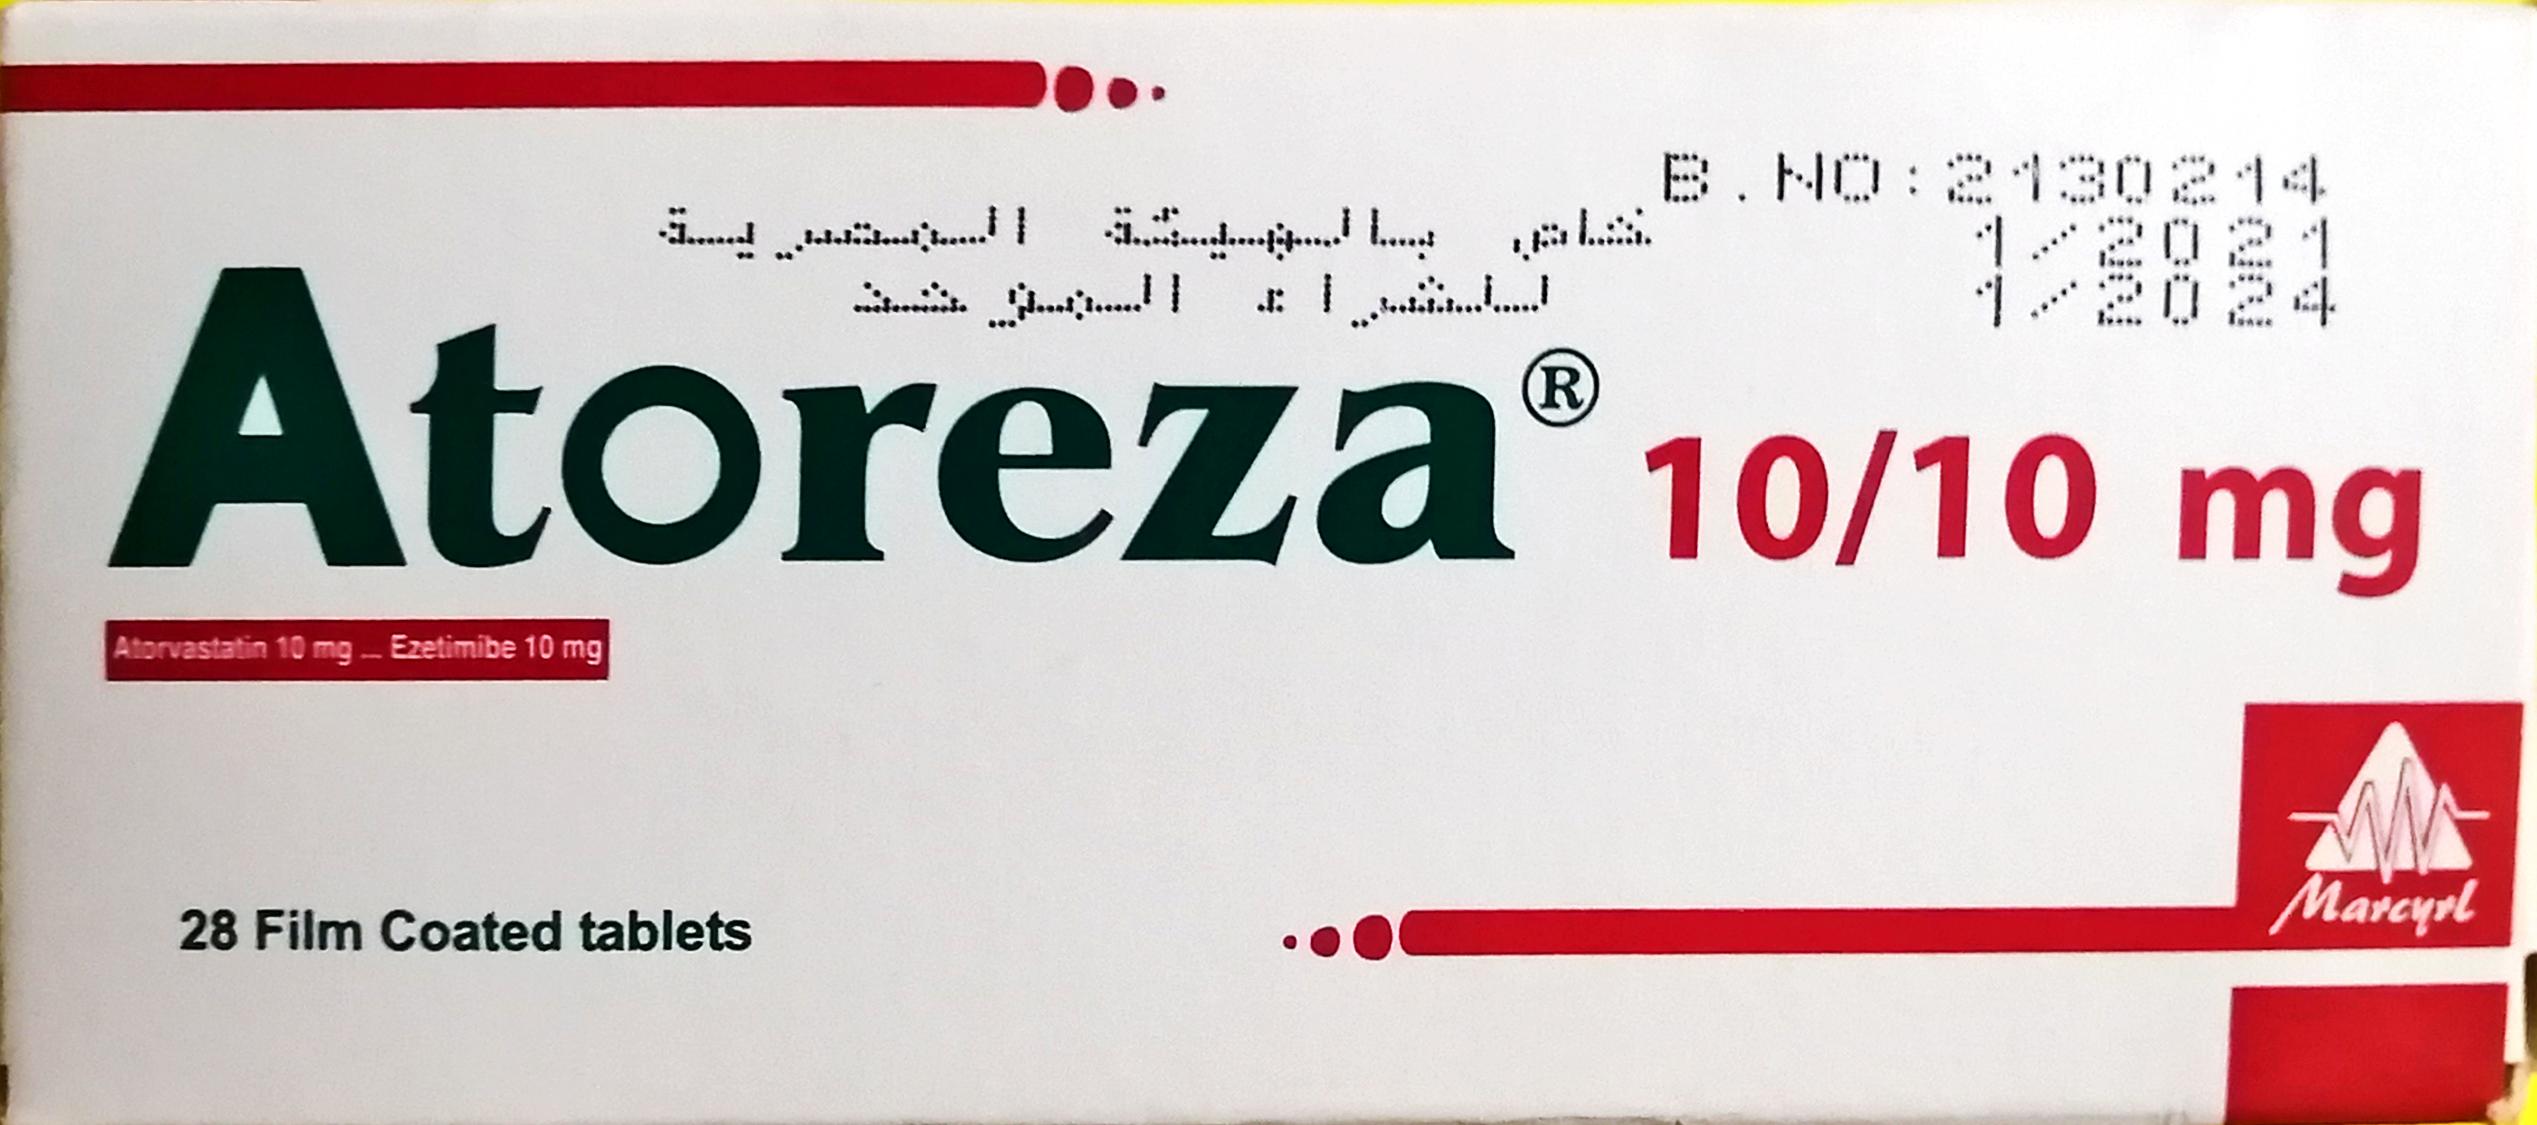 B.NO:2130214
1/2021
1/2024
خاص بالهيئة المصرية
للشراء الموحد
Atoreza® 10/10 mg
Atorvastatin 10 mg ... Ezetimibe 10 mg
28 Film Coated tablets
Marcyrl